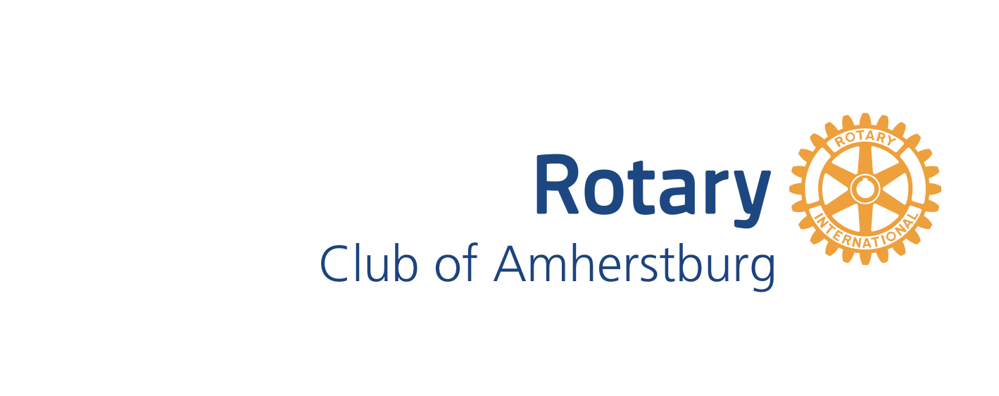 Rotary
Club of Amherstburg
ROTARY
INTERNATIONAL